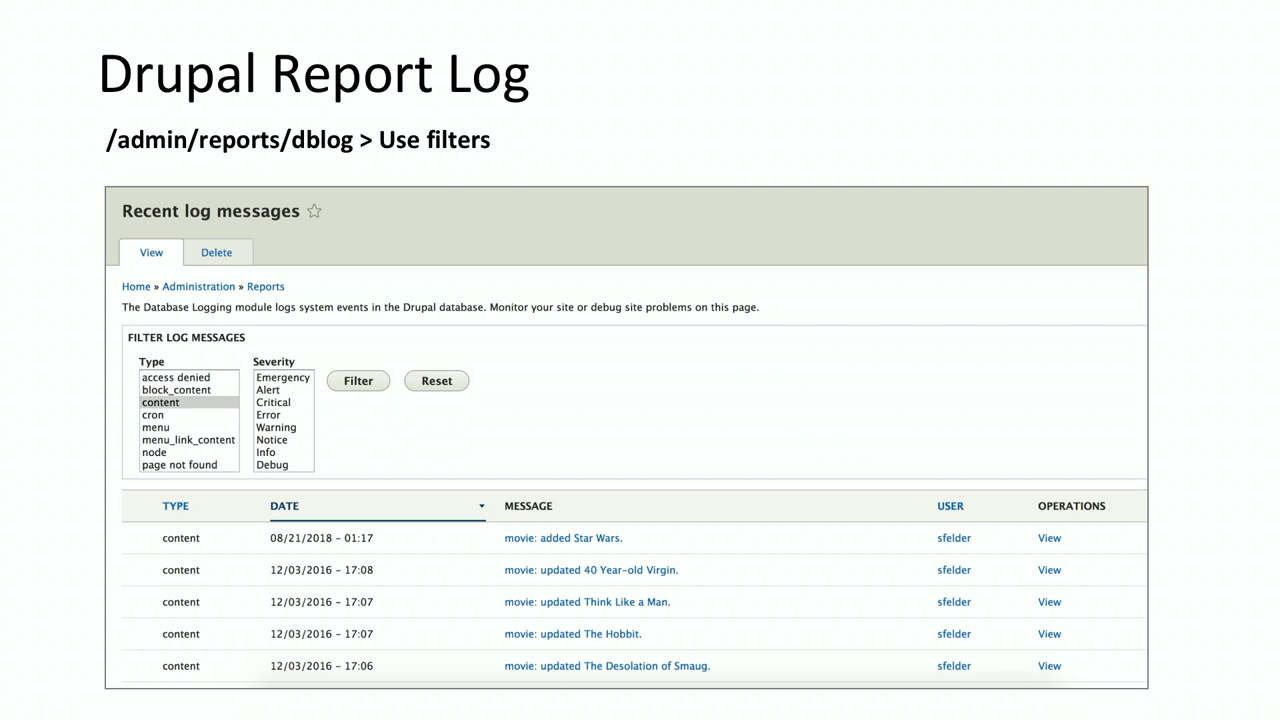 Drupal Report Log
/admin/reports/dblog > Use filters
Recent log messages
View Delete
Home » Administration » Reports
The Database Logging module logs system events in the Drupal database. Monitor your site or debug site problems on this page.
FILTER LOG MESSAGES
Type Severity
access denied Emergency Filter Reset
block_content Alert
content Critical
cron Error
menu Warning
menu_link_content Notice
node Info
page not found Debug
TYPE DATE MESSAGE USER OPERATIONS
content 08/21/2018 - 01:17 movie: added Star Wars. sfelder View
content 12/03/2016 - 17:08 movie: updated 40 Year-old Virgin. sfelder View
content 12/03/2016 - 17:07 movie: updated Think Like a Man. sfelder View
content 12/03/2016 - 17:07 movie: updated The Hobbit. sfelder View
content 12/03/2016 - 17:06 movie: updated The Desolation of Smaug. sfelder View